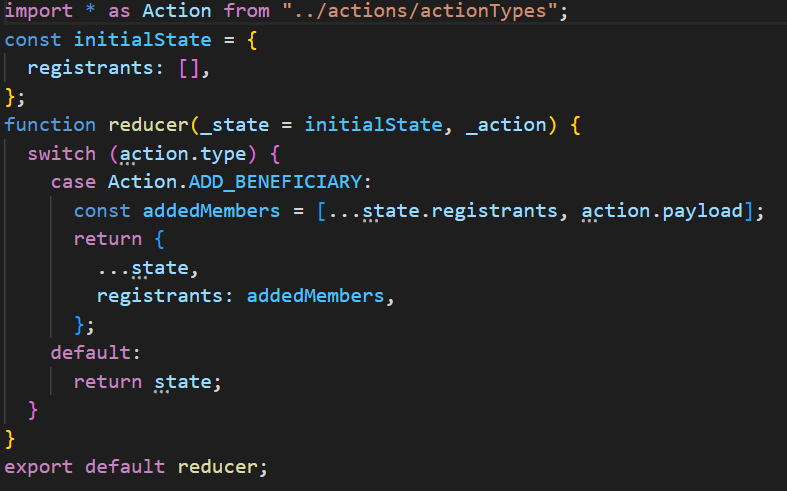 import * as Action from "../actions/actionTypes";
const initialState = {
  registrants: [],
};
function reducer(_state = initialState, _action) {
  switch (action.type) {
    case Action.ADD_BENEFICIARY:
      const addedMembers = [...state.registrants, action.payload];
      return {
        ...state,
        registrants: addedMembers,
      };
    default:
      return state;
  }
}
export default reducer;